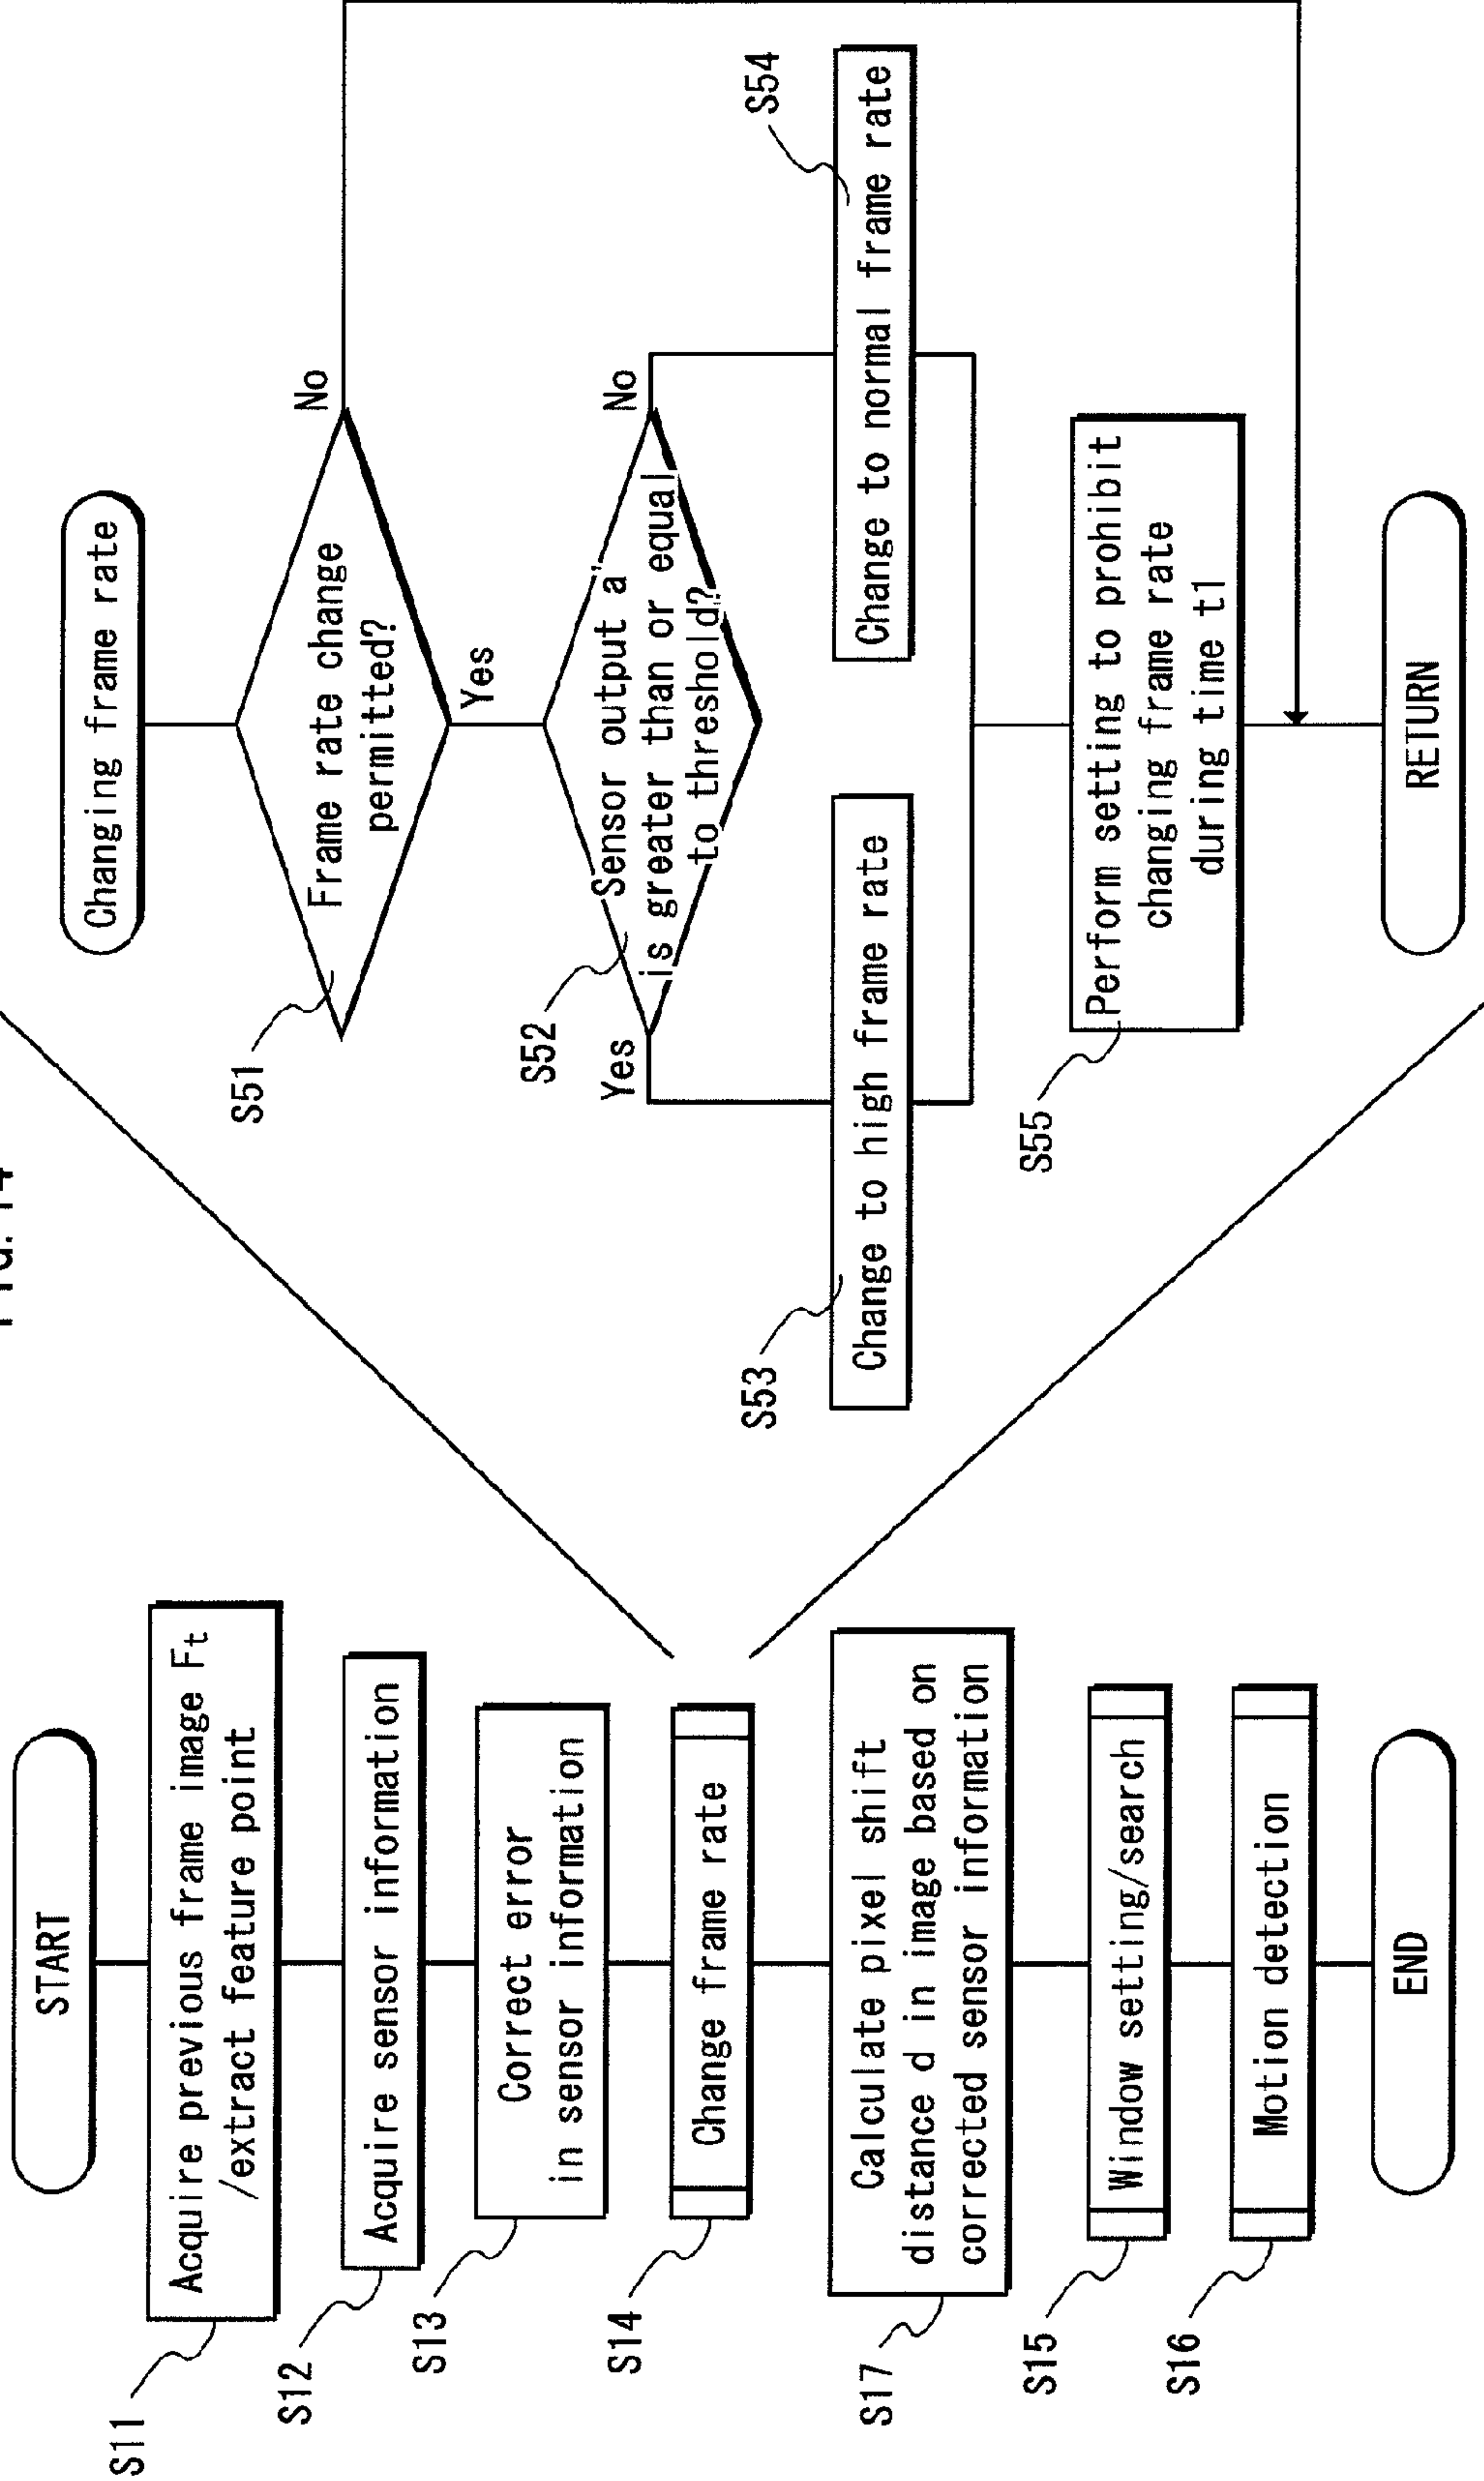 FIG. 14
START
S11
Acquire previous frame image Ft
/extract feature point
S12
Acquire sensor information
S13
Correct error
in sensor information
S14
Change frame rate
S17
Calculate pixel shift
distance d in image based on
corrected sensor information
S15
Window setting/search
S16
Motion detection
END
Changing frame rate
S51
Frame rate change
permitted?
No
Yes
S52
Sensor output a'
is greater than or equal
to threshold?
Yes
No
S53
Change to high frame rate
S54
Change to normal frame rate
S55
Perform setting to prohibit
changing frame rate
during time t1
RETURN